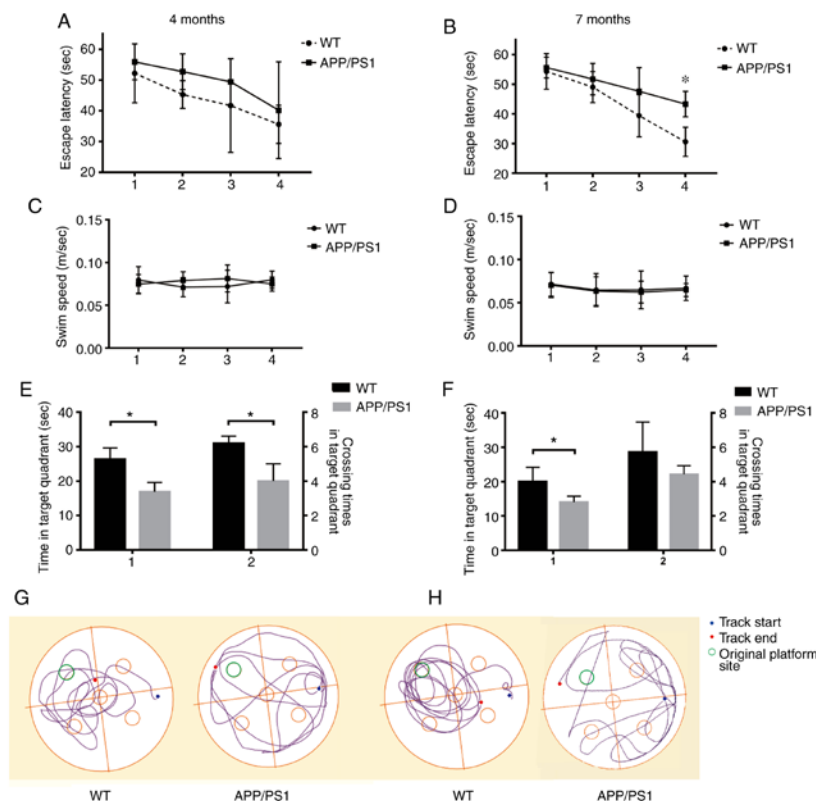 A
4 months
WT
APP/PS1
Escape latency (sec)
60
50
40
30
20
1 2 3 4
B
7 months
WT
APP/PS1
Escape latency (sec)
60
50
40
30
20
1 2 3 4
*
C
WT
APP/PS1
Swim speed (m/sec)
0.15
0.10
0.05
0.00
1 2 3 4
D
WT
APP/PS1
Swim speed (m/sec)
0.15
0.10
0.05
0.00
1 2 3 4
E
WT
APP/PS1
Time in target quadrant (sec)
40
30
20
10
0
* *
1 2
8
6
4
2
0
Crossing times
in target quadrant
F
WT
APP/PS1
Time in target quadrant (sec)
40
30
20
10
0
*
1 2
8
6
4
2
0
Crossing times
in target quadrant
G
H
Track start
Track end
Original platform
site
WT APP/PS1 WT APP/PS1